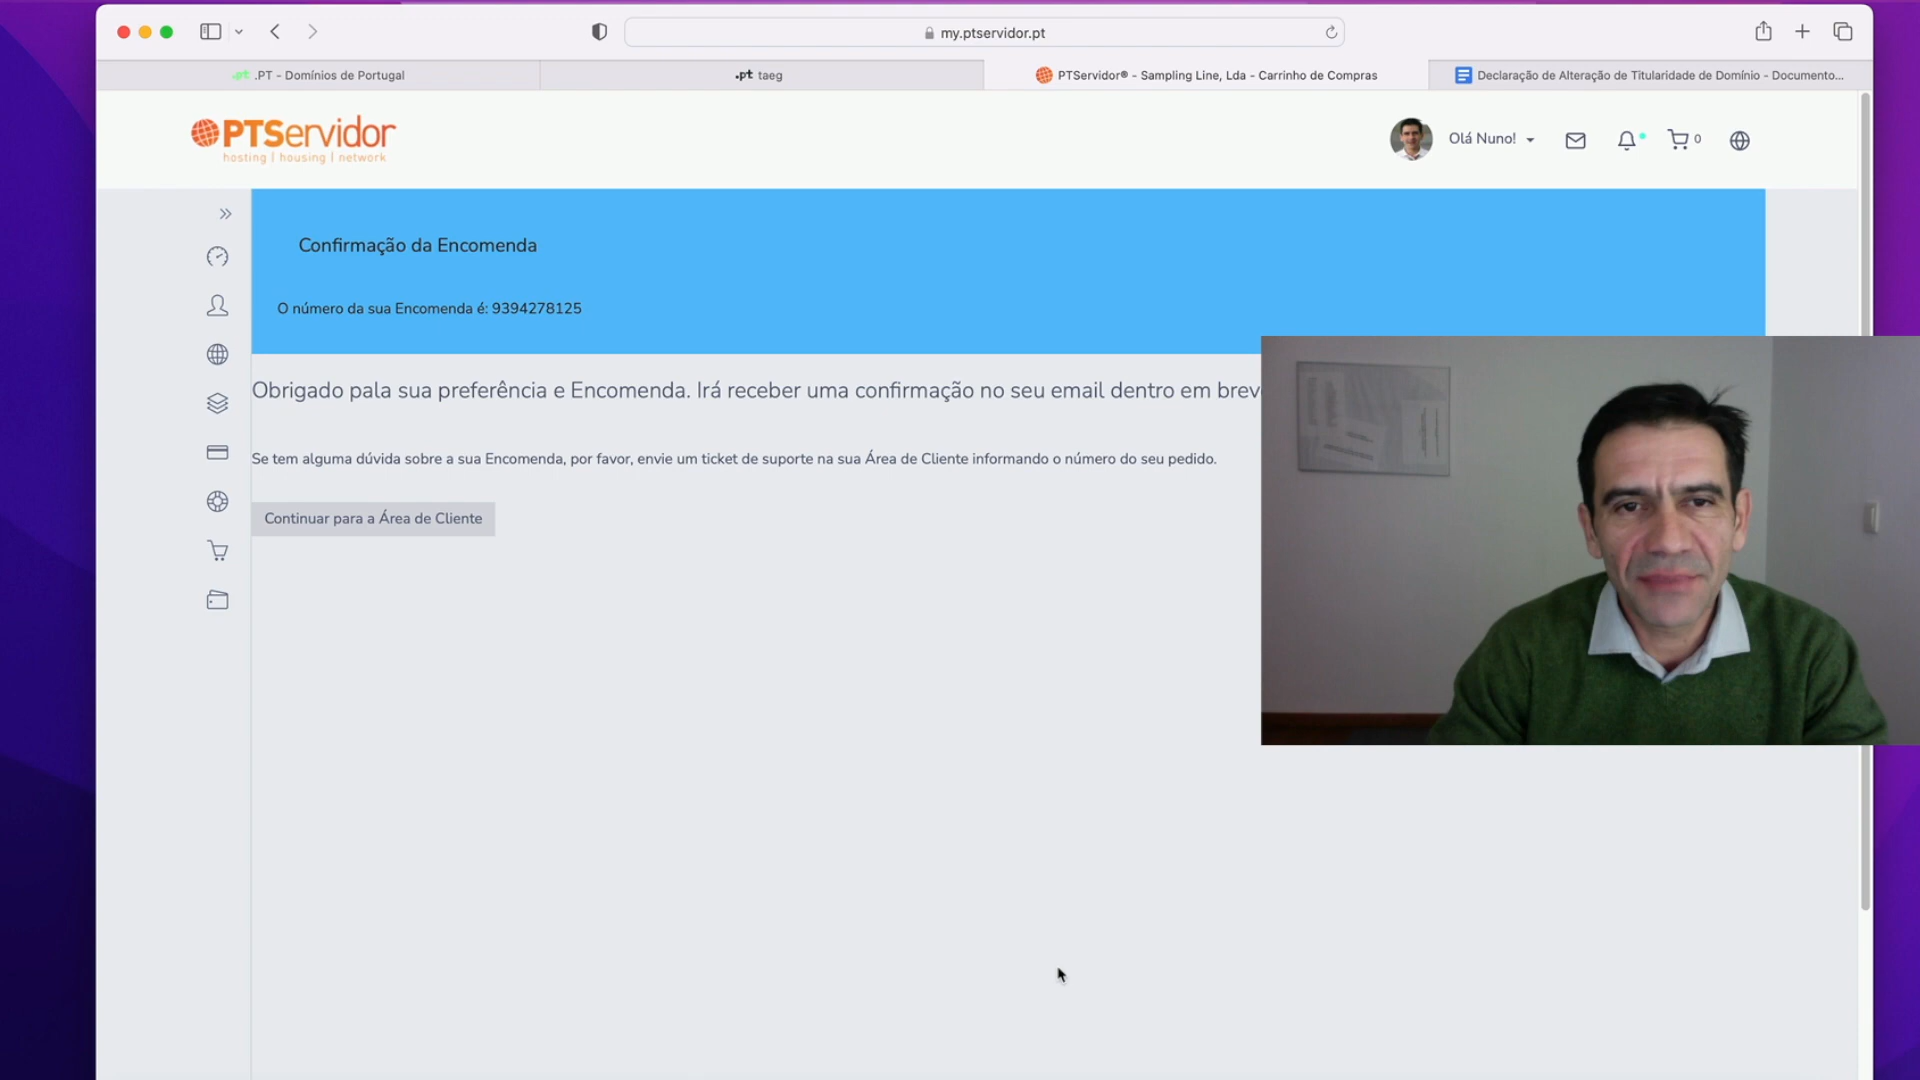 my.ptservidor.pt
.pt .PT - Domínios de Portugal
.pt taeg
PTServidor® - Sampling Line, Lda - Carrinho de Compras
Declaração de Alteração de Titularidade de Domínio - Documento...
PTServidor
hosting | housing | network
Olá Nuno!
0
Confirmação da Encomenda
O número da sua Encomenda é: 9394278125
Obrigado pala sua preferência e Encomenda. Irá receber uma confirmação no seu email dentro em brev
Se tem alguma dúvida sobre a sua Encomenda, por favor, envie um ticket de suporte na sua Área de Cliente informando o número do seu pedido.
Continuar para a Área de Cliente